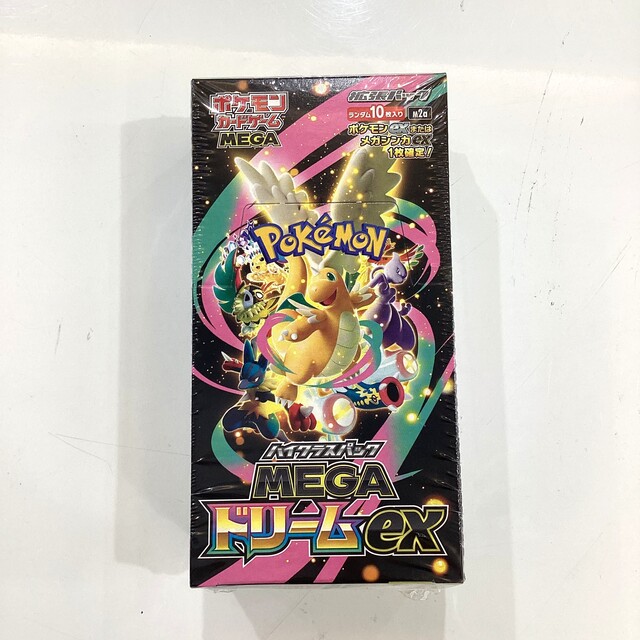 ポケモン
カードゲーム
MEGA
拡張パック
ランダム10枚入り
M2a
ポケモンexまたは
メガシンカex
1枚確定!
POKÉMON
ハイクラスパック
MEGA
ドリームex